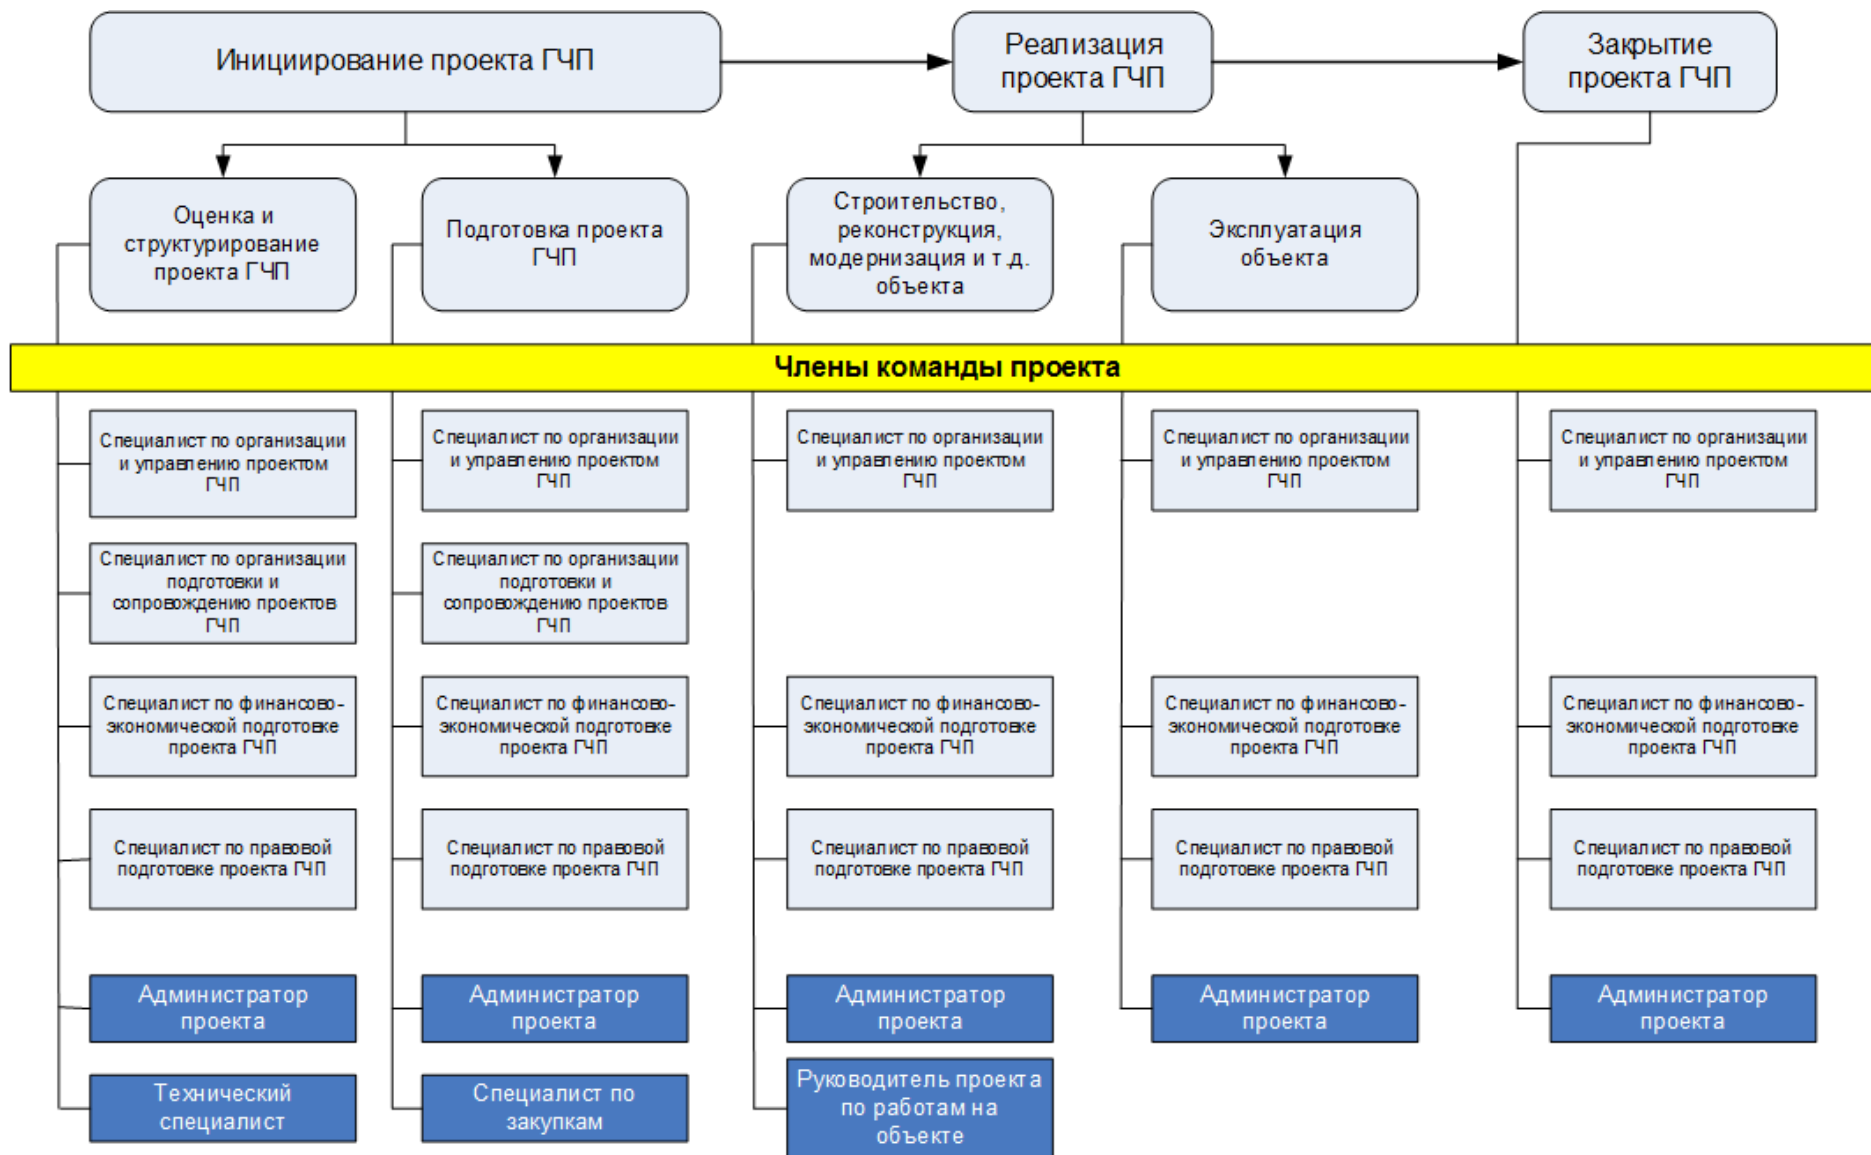 Инициирование проекта ГЧП
Реализация
проекта ГЧП
Закрытие
проекта ГЧП
Оценка и
структурирование
проекта ГЧП
Подготовка проекта
ГЧП
Строительство,
реконструкция,
модернизация и т.д.
объекта
Эксплуатация
объекта
Члены команды проекта
Специалист по организации
и управлению проектом
ГЧП
Специалист по организации
и управлению проектом
ГЧП
Специалист по организации
и управлению проектом
ГЧП
Специалист по организации
и управлению проектом
ГЧП
Специалист по организации
и управлению проектом
ГЧП
Специалист по организации
подготовки и
сопровождению проектов
ГЧП
Специалист по организации
подготовки и
сопровождению проектов
ГЧП
Специалист по финансово-
экономической подготовке
проекта ГЧП
Специалист по финансово-
экономической подготовке
проекта ГЧП
Специалист по финансово-
экономической подготовке
проекта ГЧП
Специалист по финансово-
экономической подготовке
проекта ГЧП
Специалист по финансово-
экономической подготовке
проекта ГЧП
Специалист по правовой
подготовке проекта ГЧП
Специалист по правовой
подготовке проекта ГЧП
Специалист по правовой
подготовке проекта ГЧП
Специалист по правовой
подготовке проекта ГЧП
Специалист по правовой
подготовке проекта ГЧП
Администратор
проекта
Администратор
проекта
Администратор
проекта
Администратор
проекта
Администратор
проекта
Технический
специалист
Специалист по
закупкам
Руководитель проекта
по работам на
объекте